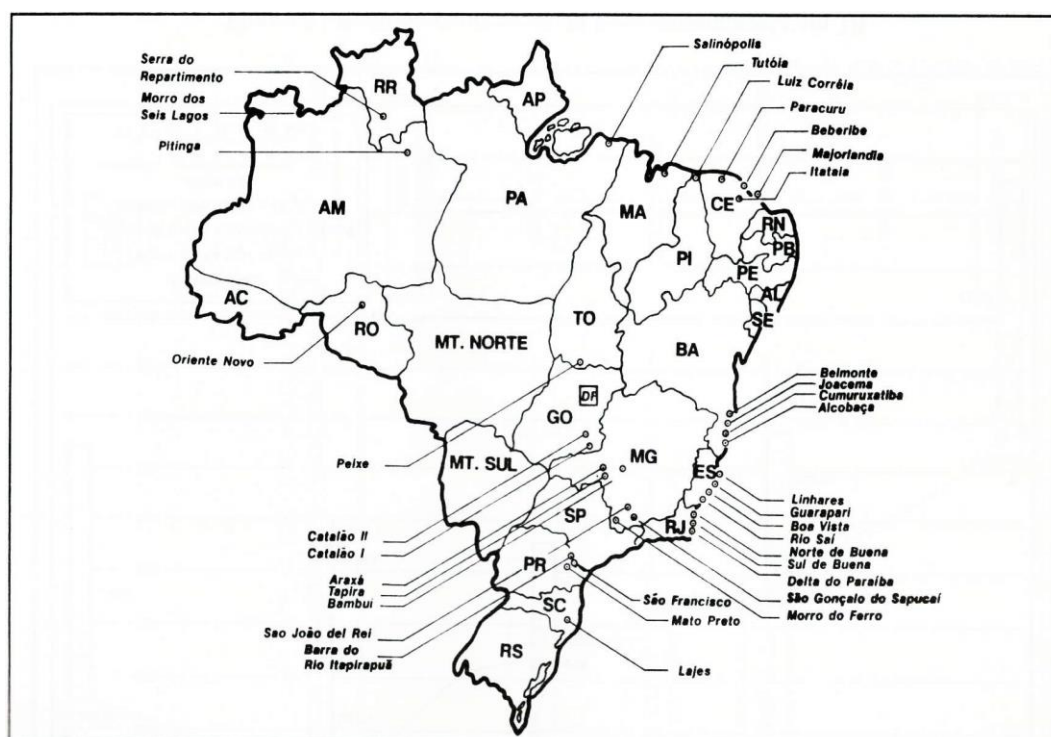 Serra do
Repartimento
Morro dos
Seis Lagos
Pitinga
Salinópolis
Tutóia
Luiz Corrêia
Paracuru
Beberibe
Majorlandia
Itataia
RR
AP
AM
PA
MA
CE
RN
PB
PI
PE
AL
SE
AC
RO
TO
MT. NORTE
BA
Oriente Novo
DF
GO
Belmonte
Joacema
Cumuruxatiba
Alcobaça
Peixe
MT. SUL
MG
ES
Linhares
Guarapari
Boa Vista
Rio Saí
Norte de Buena
Sul de Buena
Delta do Paraíba
São Gonçalo do Sapucaí
Morro do Ferro
SP
RJ
Catalão II
Catalão I
Araxá
Tapira
Bambuí
PR
São Francisco
Mato Preto
Sao João del Rei
Barra do
Rio Itapirapuã
SC
Lajes
RS